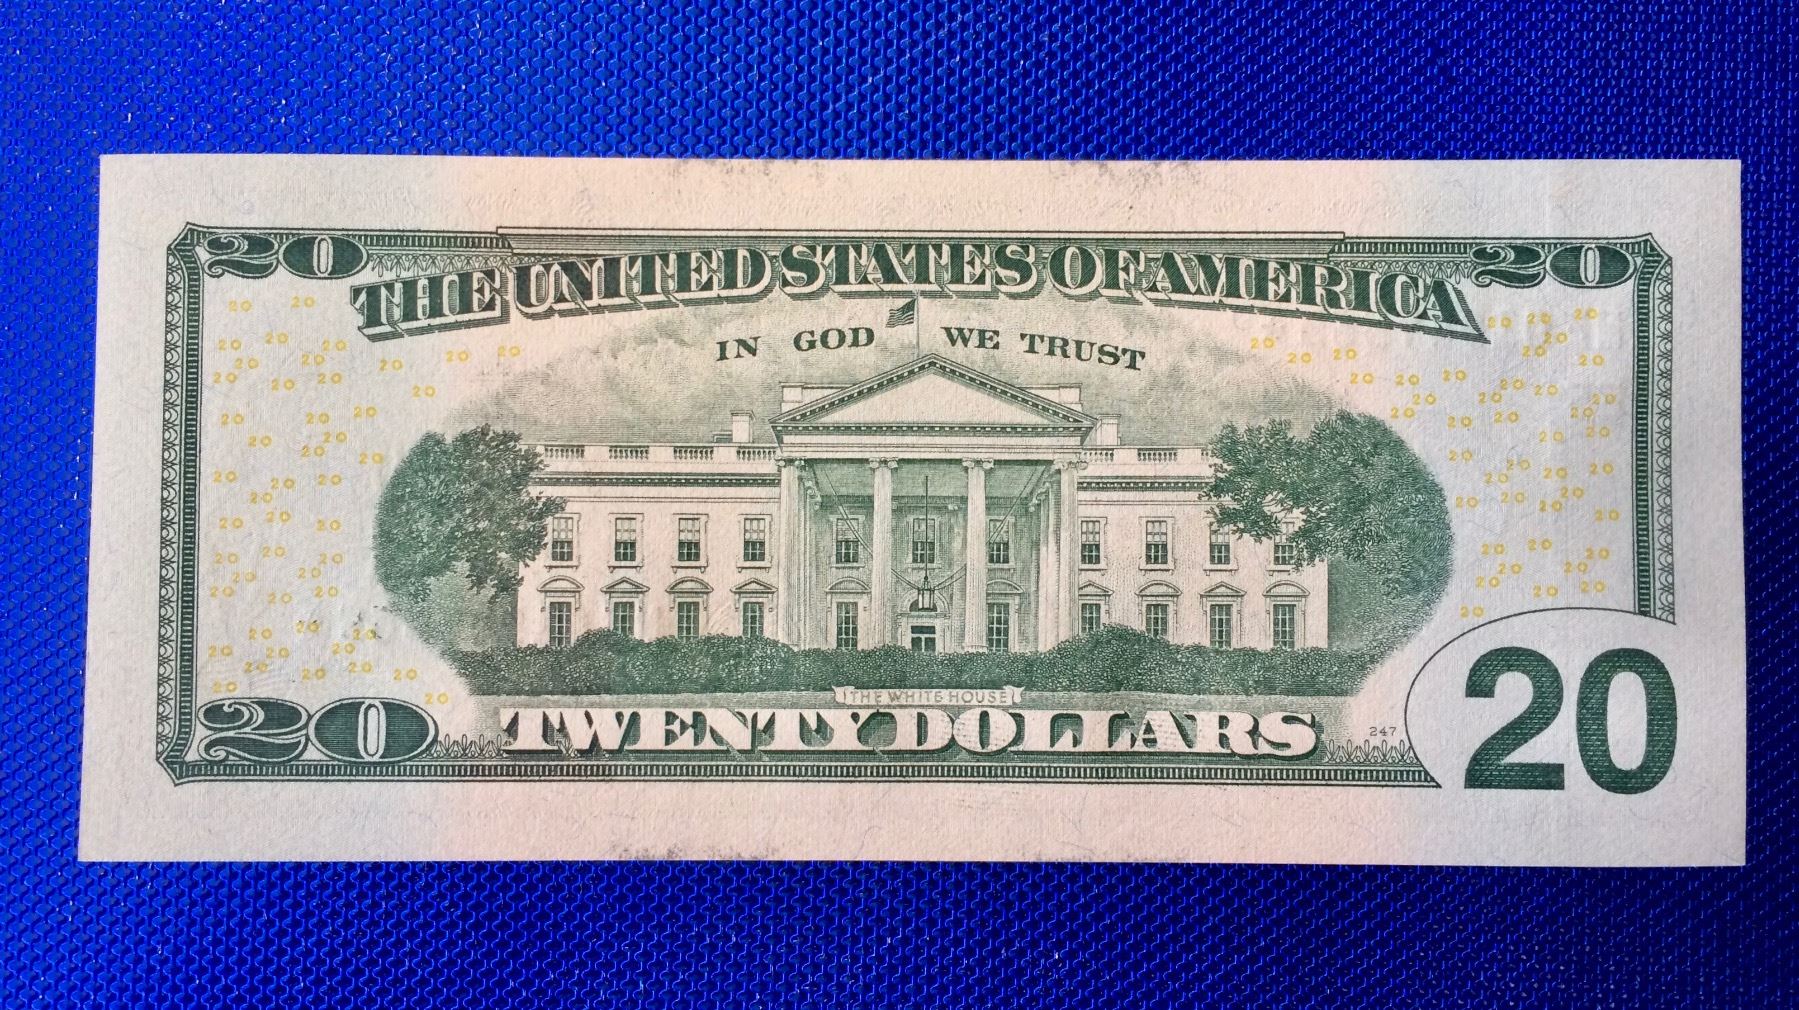 20 20
THE UNITED STATES OF AMERICA
IN GOD WE TRUST
THE WHITE HOUSE
20 TWENTY DOLLARS 247 20